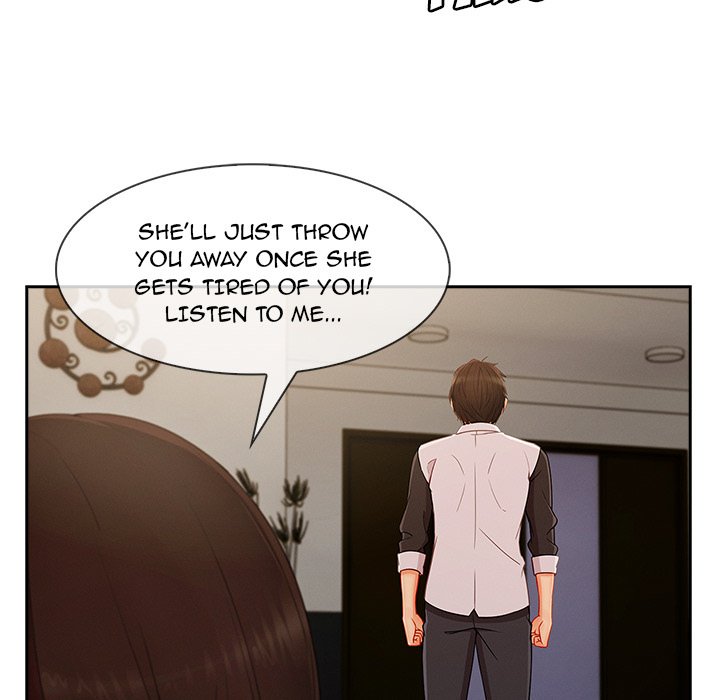 SHE'LL JUST THROW
YOU AWAY ONCE SHE
GETS TIRED OF YOU!
LISTEN TO ME...